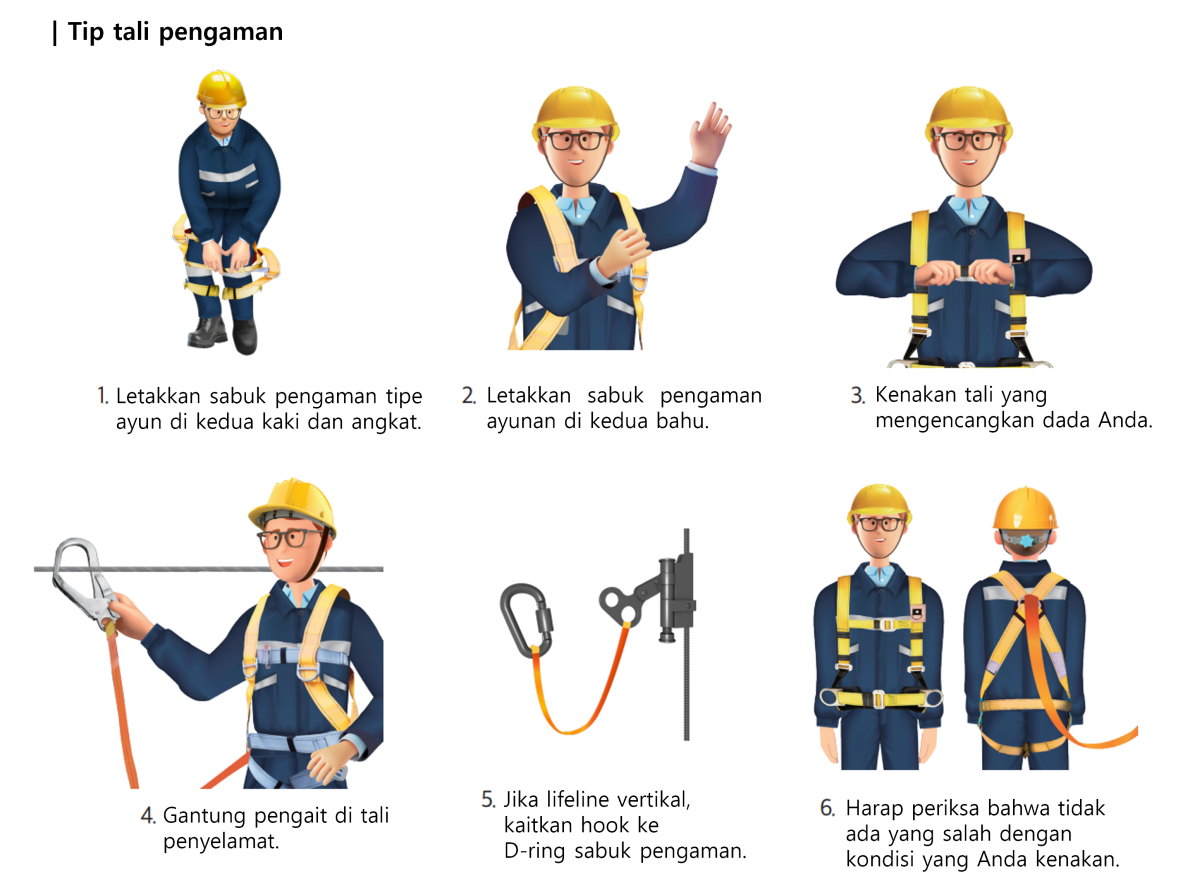 | Tip tali pengaman
1. Letakkan sabuk pengaman tipe
ayun di kedua kaki dan angkat.
2. Letakkan sabuk pengaman
ayunan di kedua bahu.
3. Kenakan tali yang
mengencangkan dada Anda.
4. Gantung pengait di tali
penyelamat.
5. Jika lifeline vertikal,
kaitkan hook ke
D-ring sabuk pengaman.
6. Harap periksa bahwa tidak
ada yang salah dengan
kondisi yang Anda kenakan.